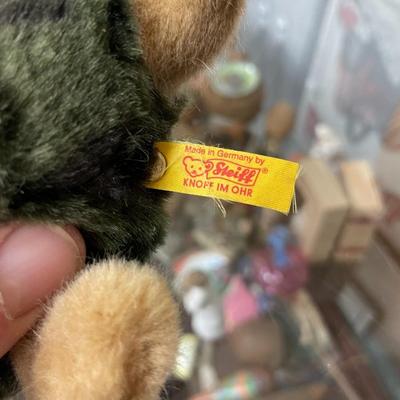 Made in Germany by
Steiff®
KNOPF IM OHR